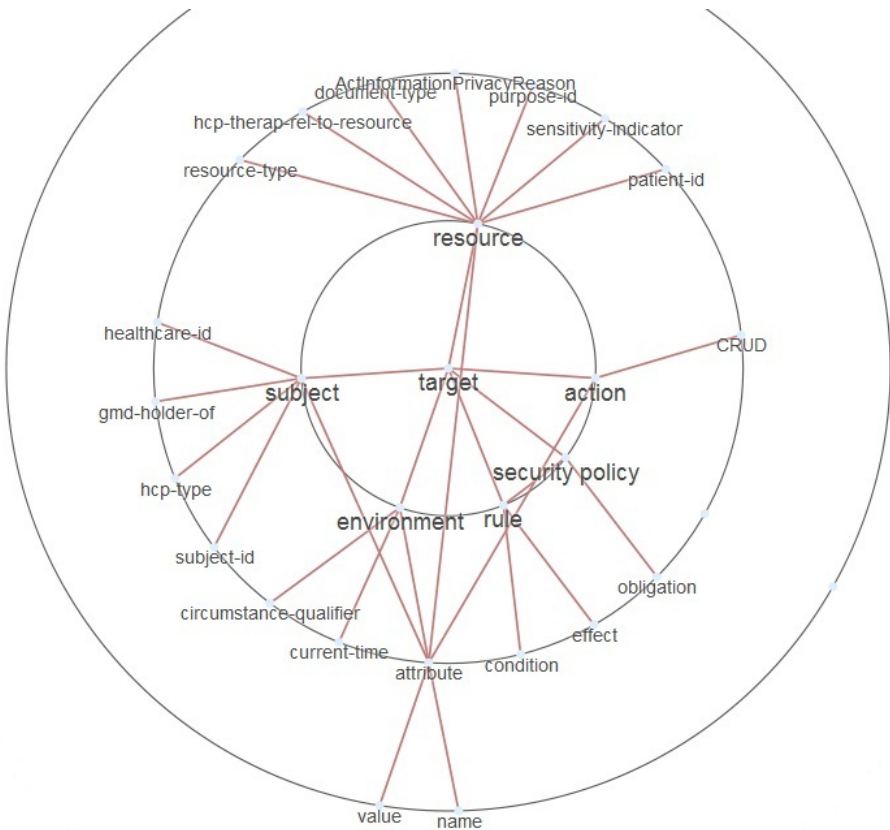 ActInformationPrivacyReason
document-type
purpose-id
hcp-therap-rel-to-resource
sensitivity-indicator
resource-type
patient-id
resource
healthcare-id
CRUD
subject
target
action
gmd-holder-of
security policy
hcp-type
environment
rule
subject-id
obligation
circumstance-qualifier
effect
current-time
condition
attribute
value
name